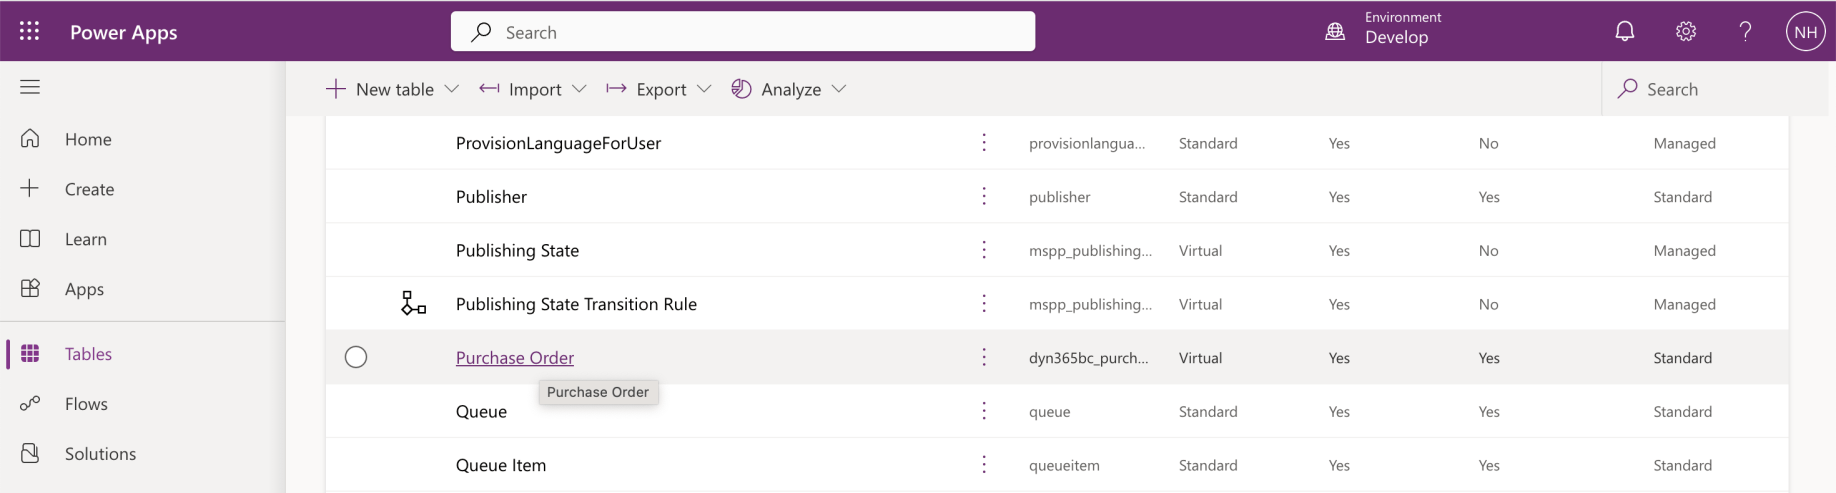 Power Apps
Search
Environment
Develop
NH
New table
Import
Export
Analyze
Search
Home
Create
Learn
Apps
Tables
Flows
Solutions
ProvisionLanguageForUser provisionlangua... Standard Yes No Managed
Publisher publisher Standard Yes Yes Standard
Publishing State mspp_publishing... Virtual Yes No Managed
Publishing State Transition Rule mspp_publishing... Virtual Yes No Managed
Purchase Order dyn365bc_purch... Virtual Yes Yes Standard
Purchase Order
Queue queue Standard Yes Yes Standard
Queue Item queueitem Standard Yes Yes Standard